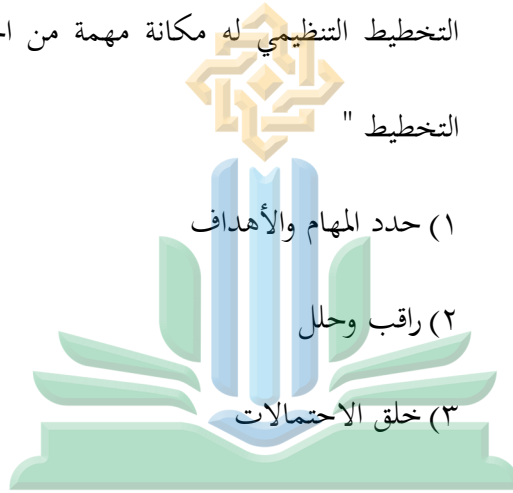 التخطيط التنظيمي له مكانة مهمة من
التخطيط "
١) حدد المهام والأهداف
٢) راقب وحلل
٣) خلق الاحتمالات